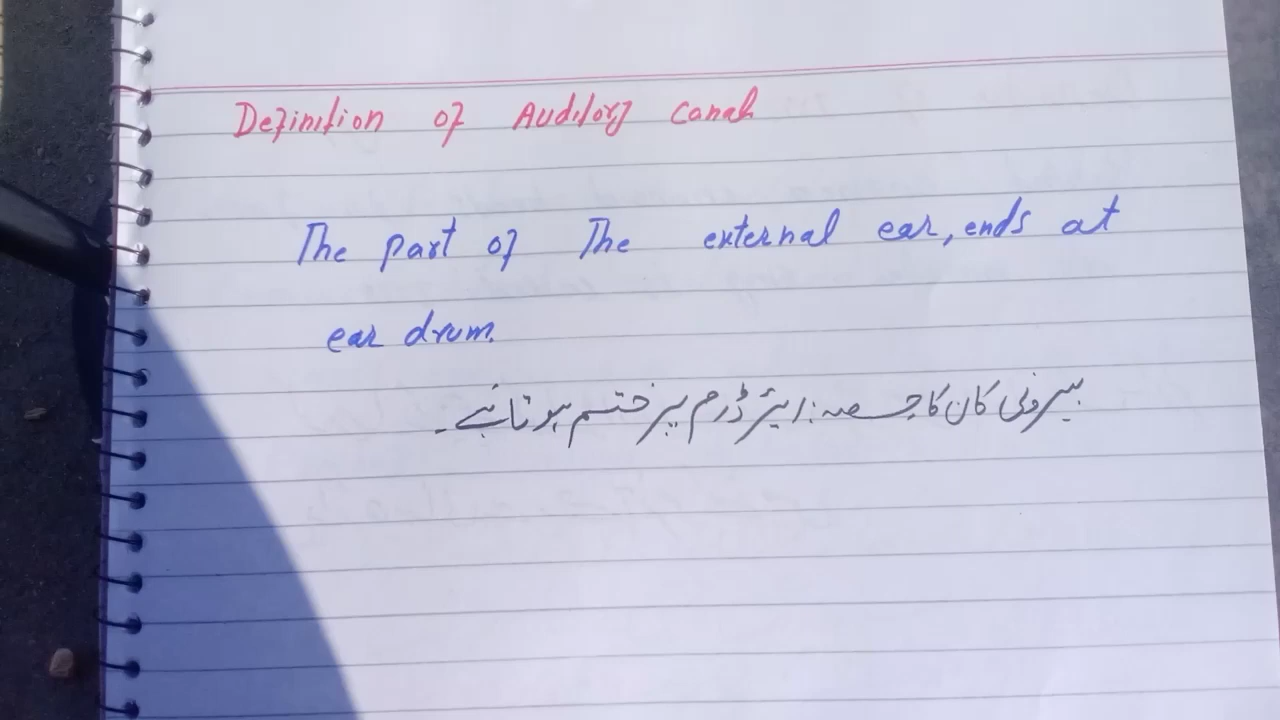 Definition of Auditory canal
The part of The external ear, ends at
ear drum.
بیرونی کان کا حصہ: ایئر ڈرم پر ختم ہوتا ہے۔